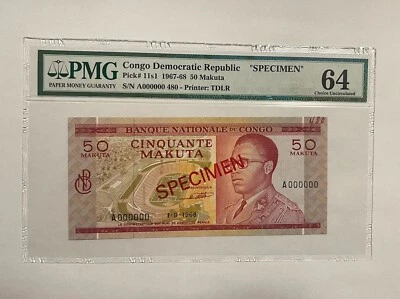 PMG
PAPER MONEY GUARANTY
Congo Democratic Republic "SPECIMEN"
Pick# 11s1 1967-68 50 Makuta
S/N A000000 480 - Printer: TDLR
64
Choice Uncirculated
BANQUE NATIONALE DU CONGO
50
MAKUTA
CINQUANTE
MAKUTA
50
MAKUTA
SPECIMEN
A000000
A000000
1-9-1968